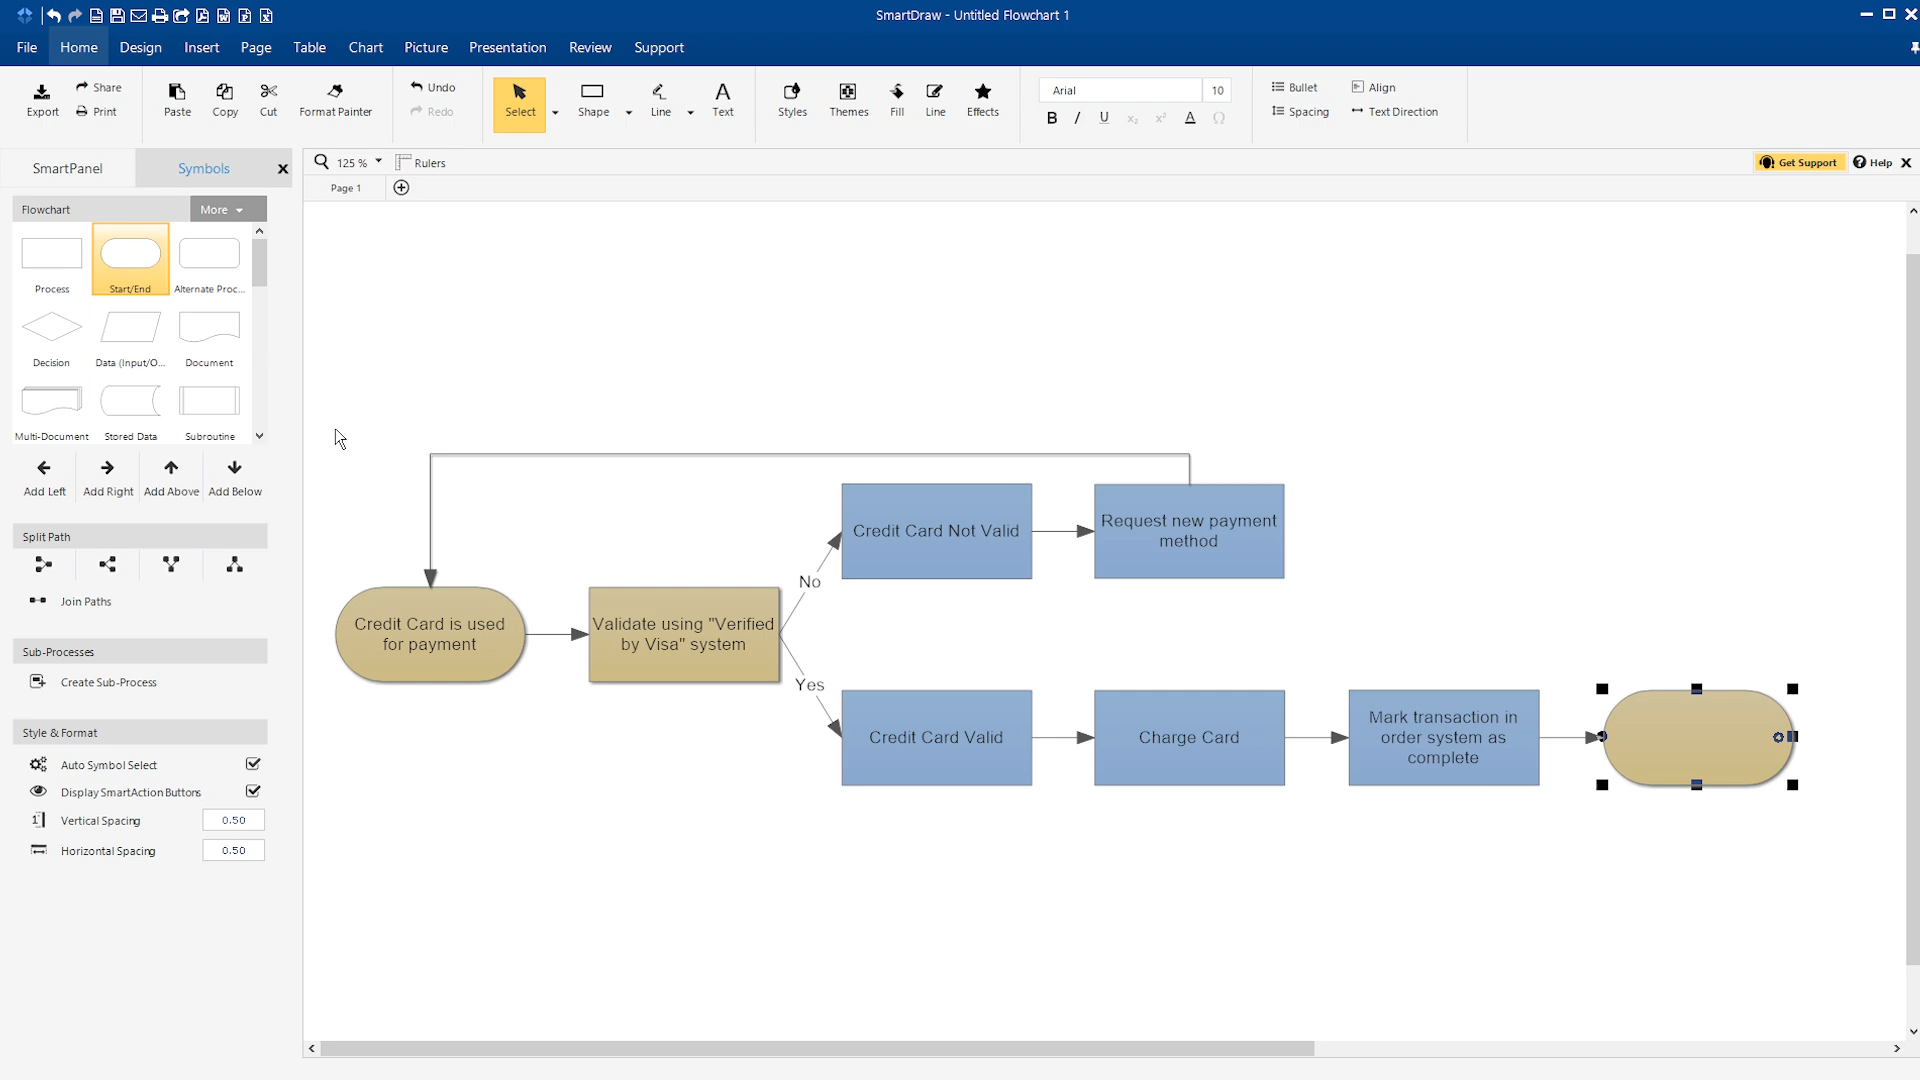 SmartDraw - Untitled Flowchart 1
File Home Design Insert Page Table Chart Picture Presentation Review Support
Export Share Print Paste Copy Cut Format Painter Undo Redo Select Shape Line Text Styles Themes Fill Line Effects Arial 10 B I U x₂ x² A Ω Bullet Spacing Align Text Direction
SmartPanel Symbols
125 % Rulers
Get Support Help
Page 1
Flowchart More
Process Start/End Alternate Proc...
Decision Data (Input/O... Document
Multi-Document Stored Data Subroutine
Add Left Add Right Add Above Add Below
Split Path
Join Paths
Sub-Processes
Create Sub-Process
Style & Format
Auto Symbol Select
Display SmartAction Buttons
Vertical Spacing 0.50
Horizontal Spacing 0.50
Credit Card Not Valid
Request new payment
method
No
Credit Card is used
for payment
Validate using "Verified
by Visa" system
Yes
Credit Card Valid
Charge Card
Mark transaction in
order system as
complete